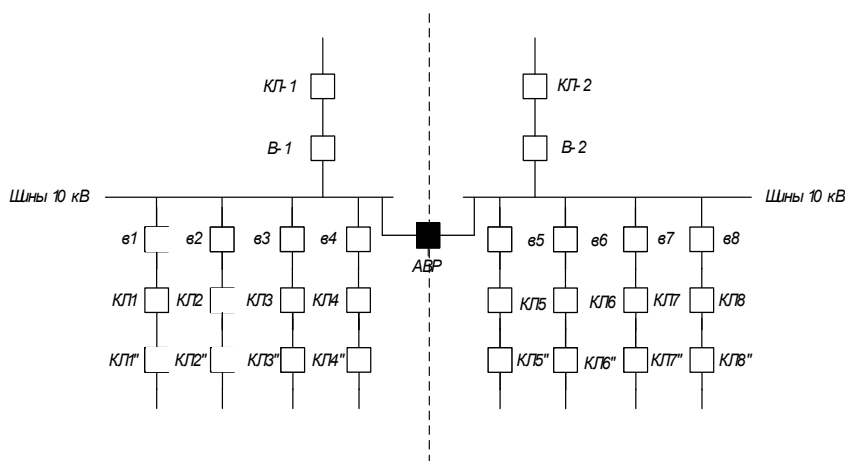 КЛ-1
КЛ-2
В-1
В-2
Шины 10 кВ
Шины 10 кВ
в1
в2
в3
в4
в5
в6
в7
в8
АВР
КЛ1
КЛ2
КЛ3
КЛ4
КЛ5
КЛ6
КЛ7
КЛ8
КЛ1"
КЛ2"
КЛ3"
КЛ4"
КЛ5"
КЛ6"
КЛ7"
КЛ8"